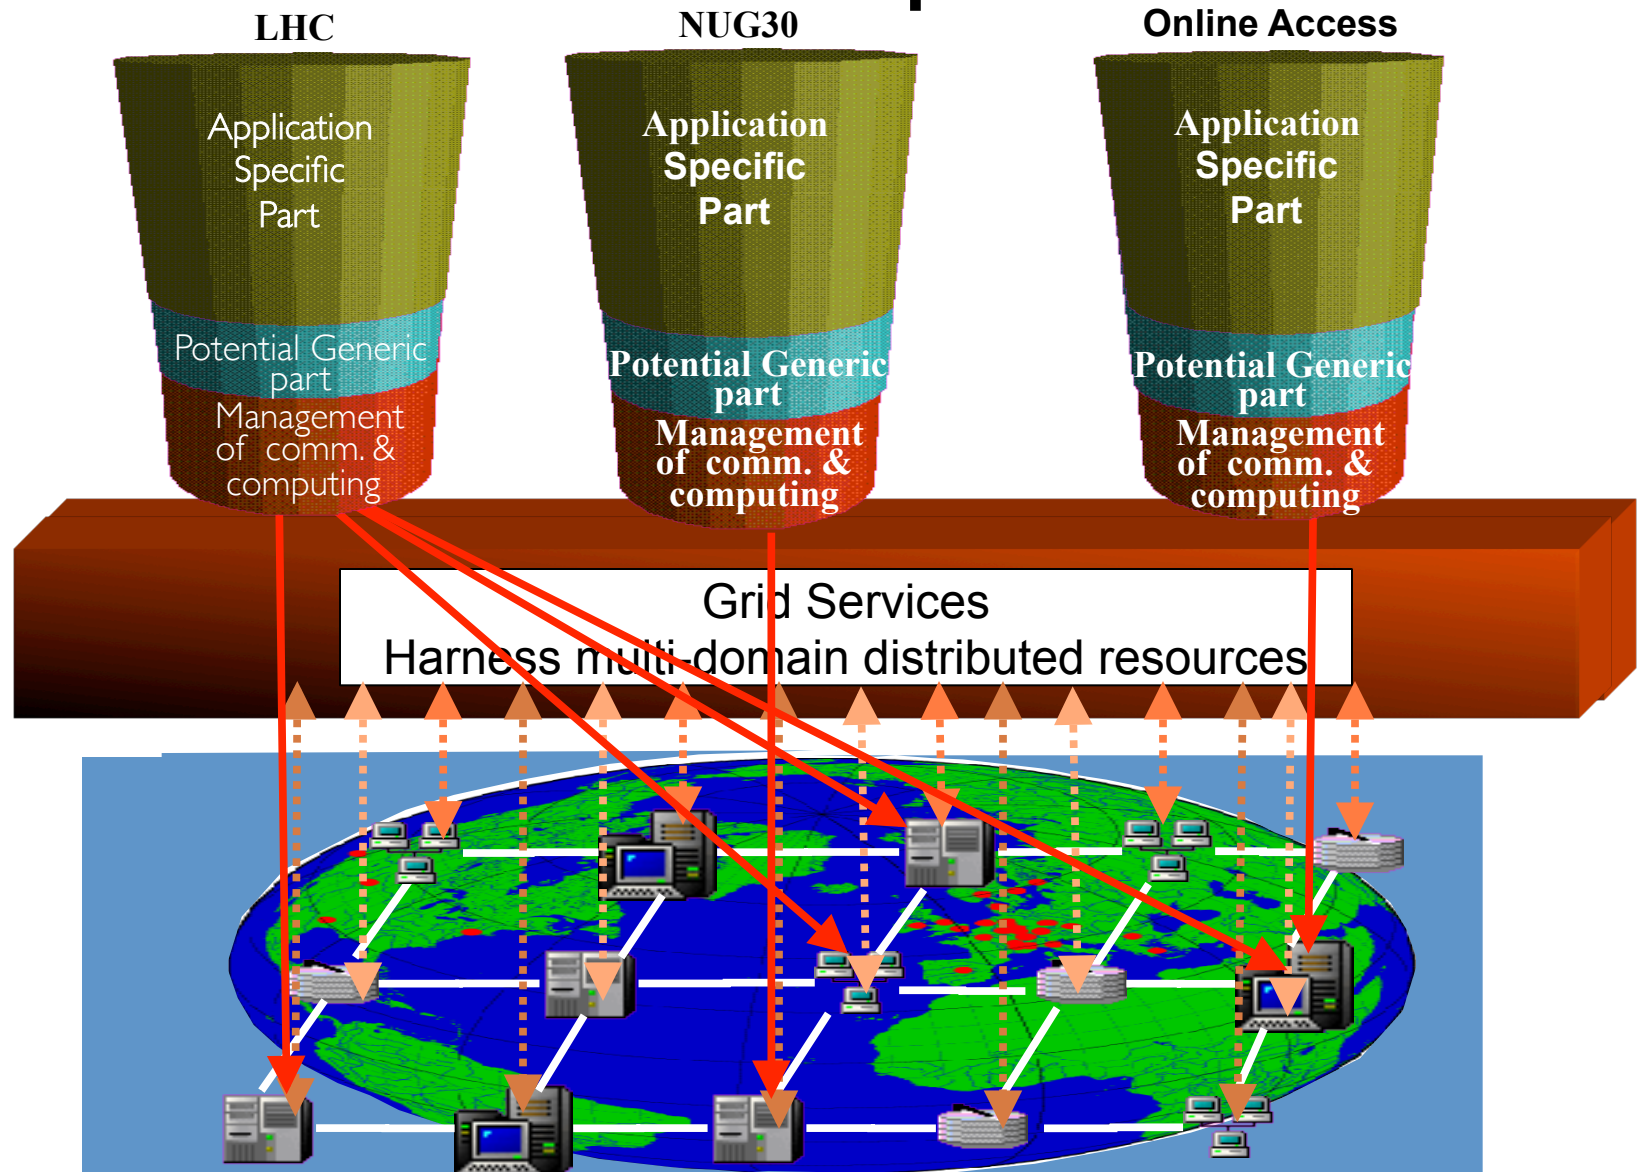 LHC
NUG30
Online Access
Application
Specific
Part
Potential Generic
part
Management
of comm. &
computing
Application
Specific
Part
Potential Generic
part
Management
of comm. &
computing
Application
Specific
Part
Potential Generic
part
Management
of comm. &
computing
Grid Services
Harness multi-domain distributed resources